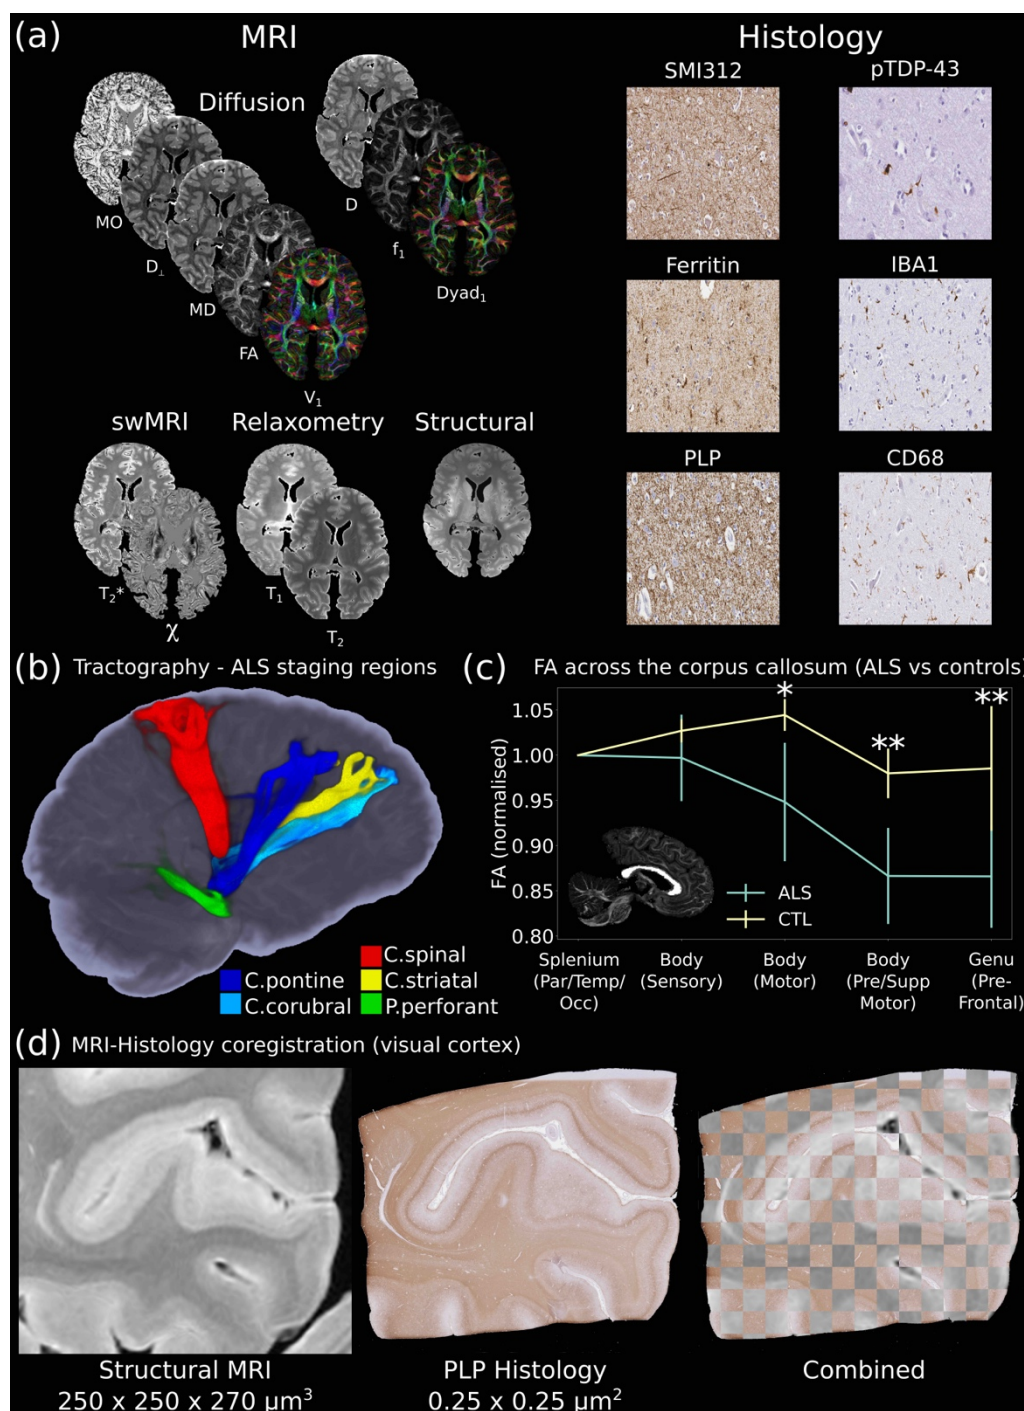 (a)
MRI
Histology
Diffusion
MO
D⊥
MD
FA
V₁
D
f₁
Dyad₁
swMRI
Relaxometry
Structural
T₂*
χ
T₁
T₂
SMI312
pTDP-43
Ferritin
IBA1
PLP
CD68
(b) Tractography - ALS staging regions
C.spinal
C.pontine
C.striatal
C.corubral
P.perforant
(c) FA across the corpus callosum (ALS vs controls)
FA (normalised)
1.05
1.00
0.95
0.90
0.85
0.80
*
**
**
ALS
CTL
Splenium
(Par/Temp/
Occ)
Body
(Sensory)
Body
(Motor)
Body
(Pre/Supp
Motor)
Genu
(Pre-
Frontal)
(d) MRI-Histology coregistration (visual cortex)
Structural MRI
250 x 250 x 270 μm³
PLP Histology
0.25 x 0.25 μm²
Combined